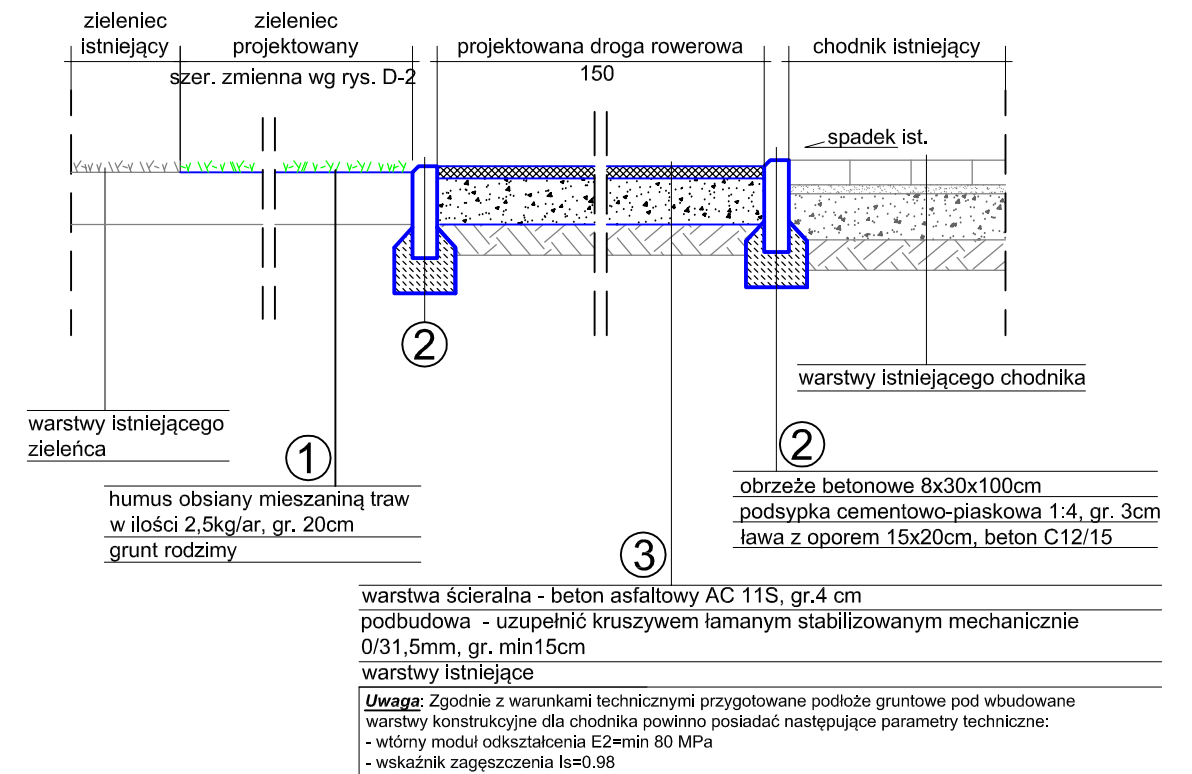 zieleniec
istniejący
zieleniec
projektowany
szer. zmienna wg rys. D-2
projektowana droga rowerowa
150
chodnik istniejący
spadek ist.
2
warstwy istniejącego chodnika
warstwy istniejącego
zieleńca
1
humus obsiany mieszaniną traw
w ilości 2,5kg/ar, gr. 20cm
grunt rodzimy
2
obrzeże betonowe 8x30x100cm
podsypka cementowo-piaskowa 1:4, gr. 3cm
ława z oporem 15x20cm, beton C12/15
3
warstwa ścieralna - beton asfaltowy AC 11S, gr.4 cm
podbudowa - uzupełnić kruszywem łamanym stabilizowanym mechanicznie
0/31,5mm, gr. min15cm
warstwy istniejące
Uwaga: Zgodnie z warunkami technicznymi przygotowane podłoże gruntowe pod wbudowane
warstwy konstrukcyjne dla chodnika powinno posiadać następujące parametry techniczne:
- wtórny moduł odkształcenia E2=min 80 MPa
- wskaźnik zagęszczenia Is=0.98